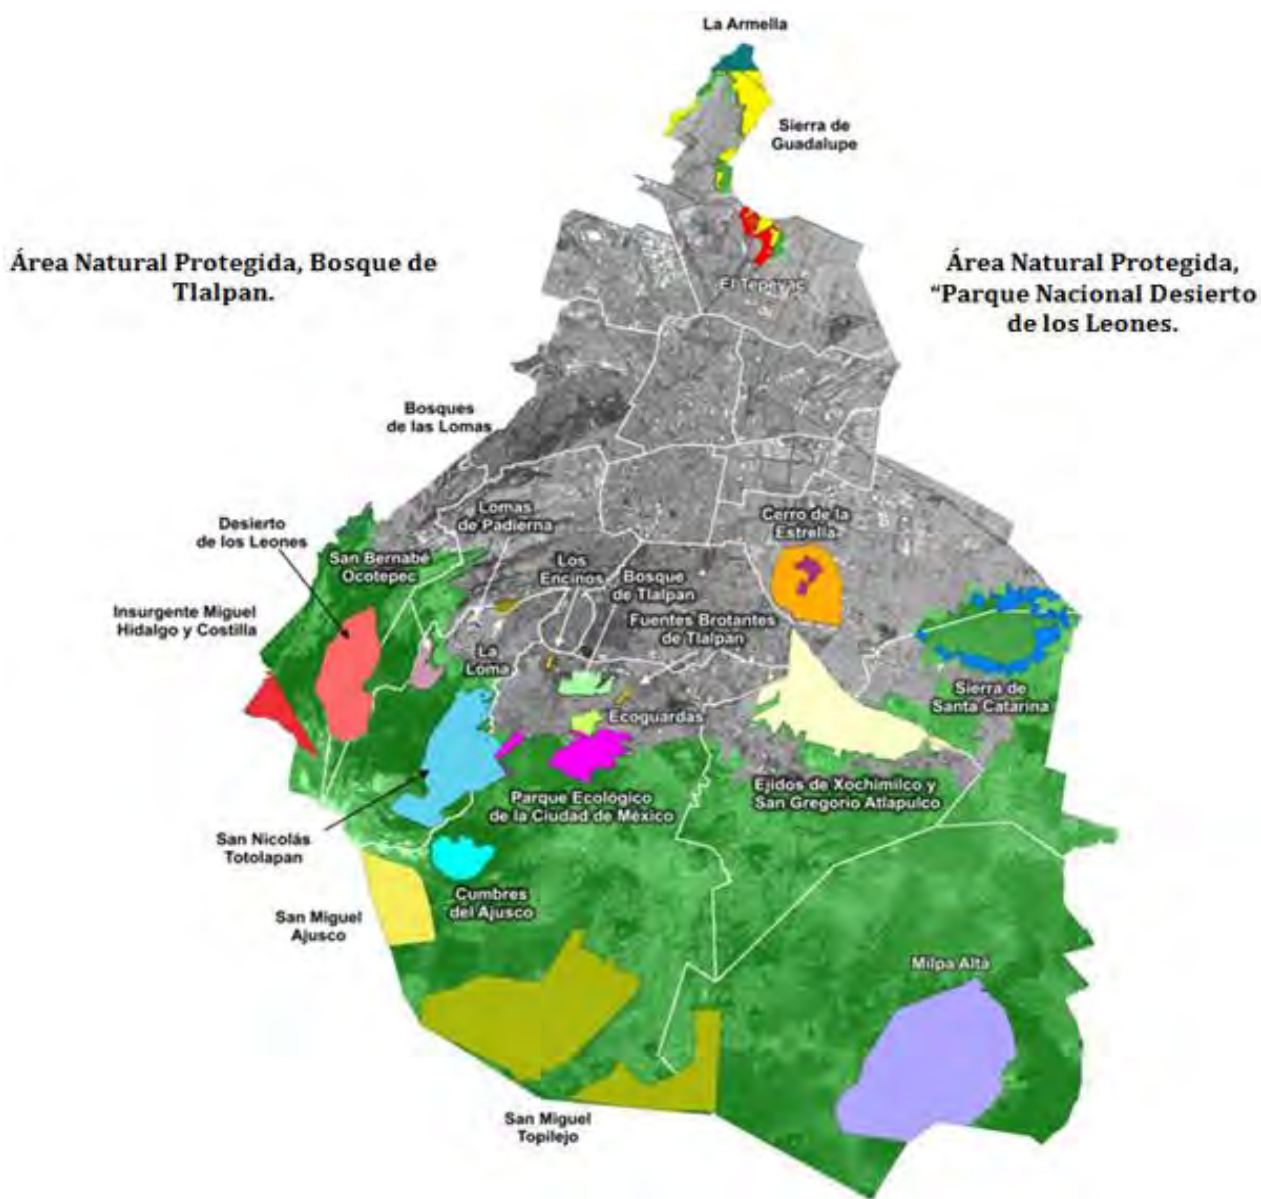 La Armella
Sierra de
Guadalupe
Área Natural Protegida, Bosque de
Tlalpan.
Área Natural Protegida,
“Parque Nacional Desierto
de los Leones.
El Tepeyac
Bosques
de las Lomas
Lomas
de Padierna
Cerro de la
Estrella
Desierto
de los Leones
San Bernabé
Ocotepec
Los
Encinos
Bosque
de Tlalpan
Insurgente Miguel
Hidalgo y Costilla
Fuentes Brotantes
de Tlalpan
La
Loma
Sierra de
Santa Catarina
Ecoguardas
Ejidos de Xochimilco y
San Gregorio Atlapulco
Parque Ecológico
de la Ciudad de México
San Nicolás
Totolapan
Cumbres
del Ajusco
San Miguel
Ajusco
Milpa Alta
San Miguel
Topilejo